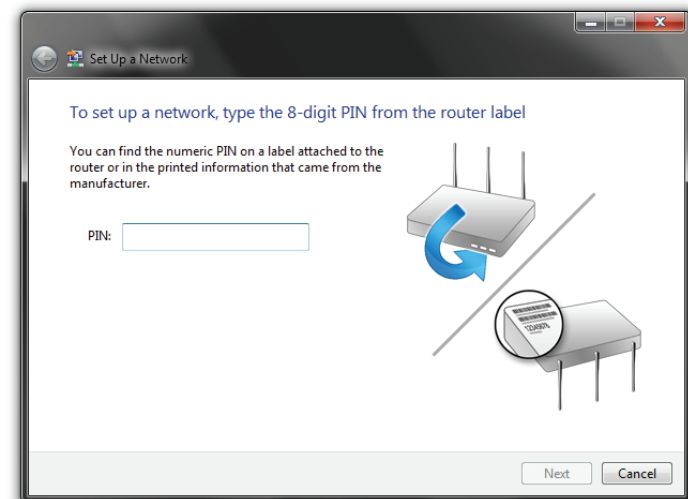 Set Up a Network
To set up a network, type the 8-digit PIN from the router label
You can find the numeric PIN on a label attached to the
router or in the printed information that came from the
manufacturer.
PIN:
12345678
Next
Cancel